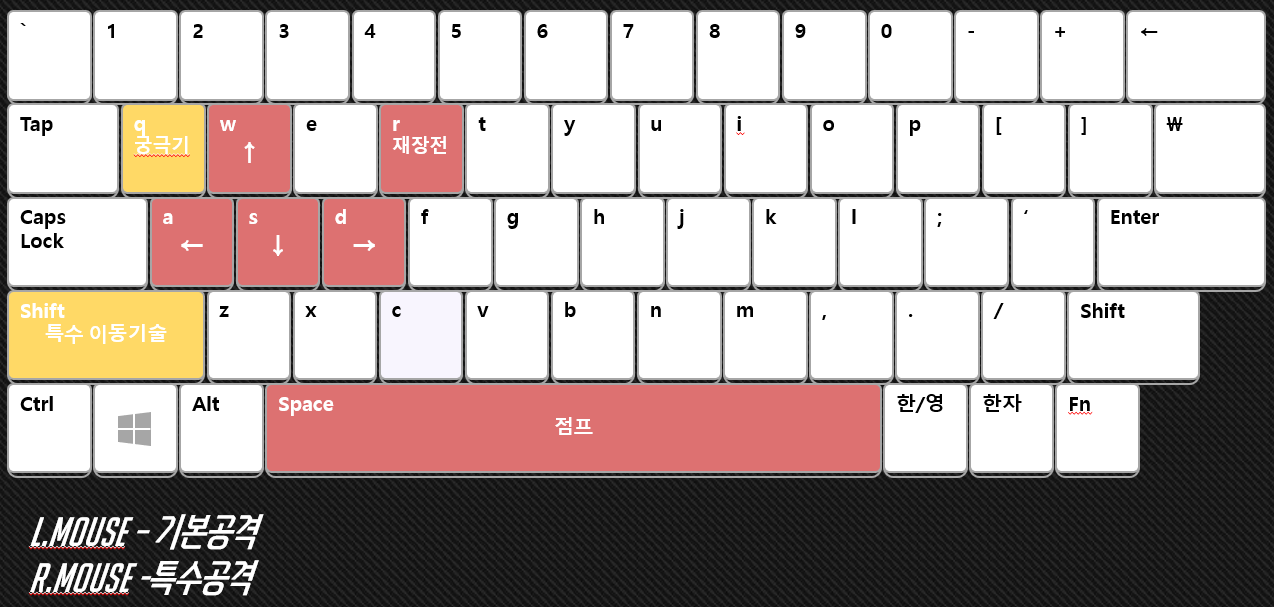 ` 1 2 3 4 5 6 7 8 9 0 - + ←
Tap q w e r t y u i o p [ ] ₩
궁극기 ↑ 재장전
Caps a s d f g h j k l ; ‘ Enter
Lock ← ↓ →
Shift z x c v b n m , . / Shift
특수 이동기술
Ctrl Alt Space 한/영 한자 Fn
점프
L.MOUSE – 기본공격
R.MOUSE -특수공격